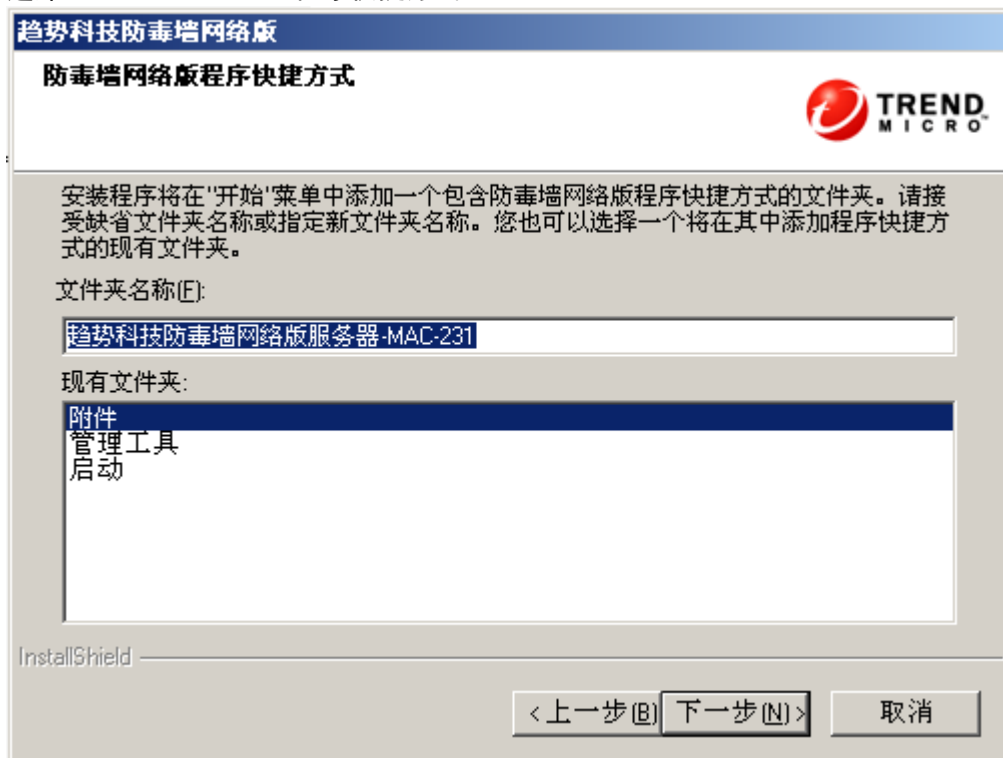 趋势科技防毒墙网络版
防毒墙网络版程序快捷方式
TREND
MICRO
安装程序将在"开始"菜单中添加一个包含防毒墙网络版程序快捷方式的文件夹。请接
受缺省文件夹名称或指定新文件夹名称。您也可以选择一个将在其中添加程序快捷方
式的现有文件夹。
文件夹名称(F):
趋势科技防毒墙网络版服务器-MAC-231
现有文件夹:
附件
管理工具
启动
InstallShield
<上一步(B) 下一步(N)> 取消